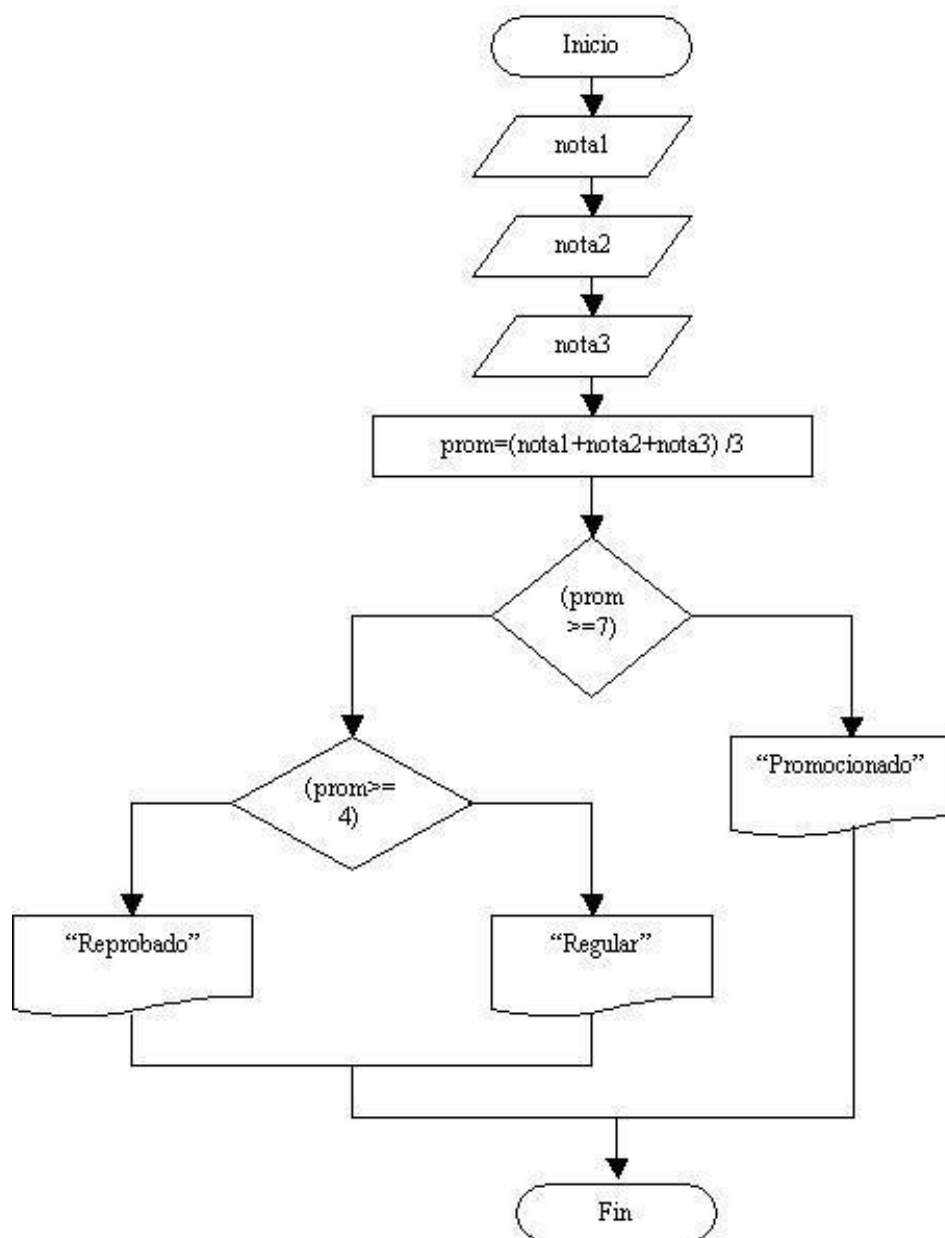 Inicio
nota1
nota2
nota3
prom=(nota1+nota2+nota3) /3
(prom
>=7)
(prom>=
4)
“Promocionado”
“Reprobado”
“Regular”
Fin